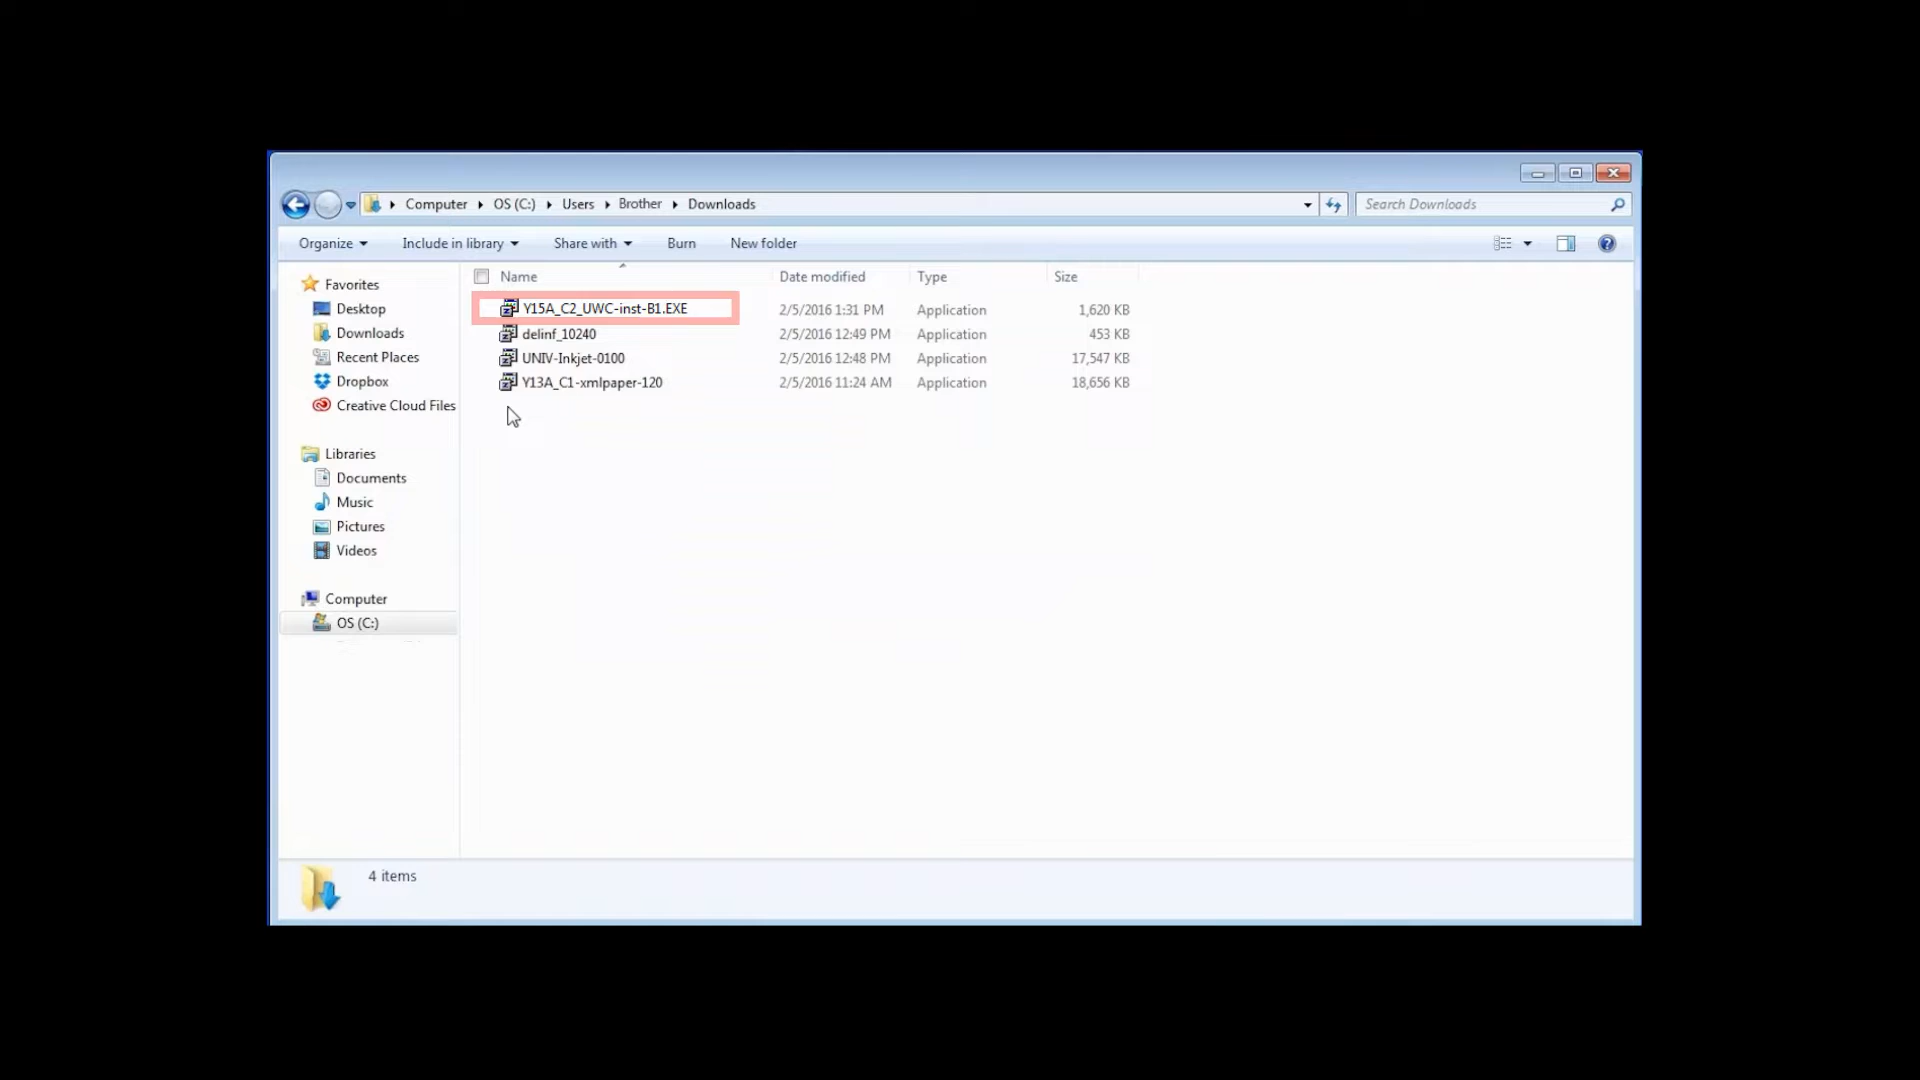 Computer OS (C:) Users Brother Downloads
Search Downloads
Organize Include in library Share with Burn New folder
Favorites
Desktop
Downloads
Recent Places
Dropbox
Creative Cloud Files
Libraries
Documents
Music
Pictures
Videos
Computer
OS (C:)
Name Date modified Type Size
Y15A_C2_UWC-inst-B1.EXE 2/5/2016 1:31 PM Application 1,620 KB
delinf_10240 2/5/2016 12:49 PM Application 453 KB
UNIV-Inkjet-0100 2/5/2016 12:48 PM Application 17,547 KB
Y13A_C1-xmlpaper-120 2/5/2016 11:24 AM Application 18,656 KB
4 items